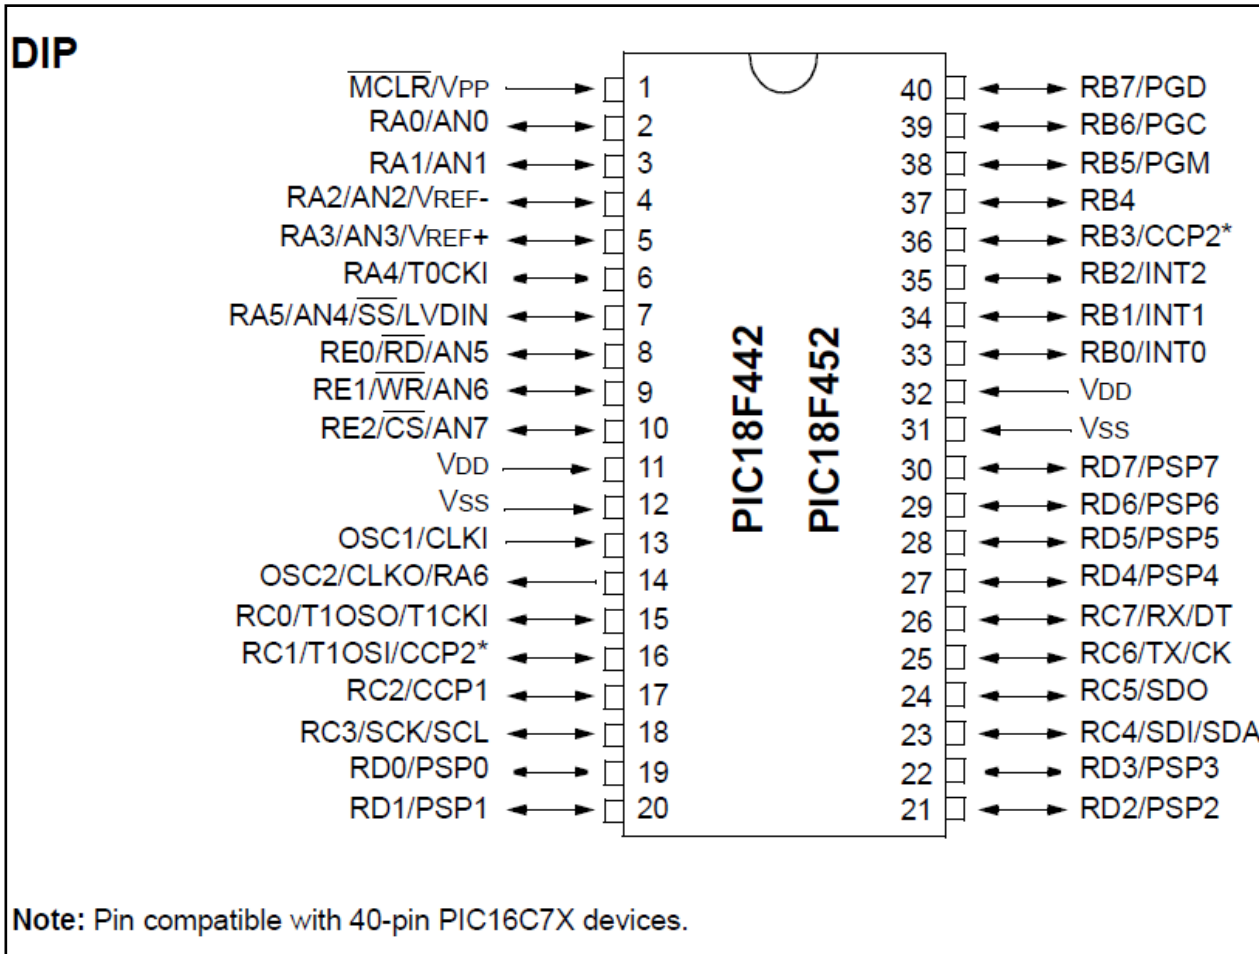 DIP
MCLR/VPP 1 40 RB7/PGD
RA0/AN0 2 39 RB6/PGC
RA1/AN1 3 38 RB5/PGM
RA2/AN2/VREF- 4 37 RB4
RA3/AN3/VREF+ 5 36 RB3/CCP2*
RA4/T0CKI 6 35 RB2/INT2
RA5/AN4/SS/LVDIN 7 34 RB1/INT1
RE0/RD/AN5 8 33 RB0/INT0
RE1/WR/AN6 9 32 VDD
RE2/CS/AN7 10 31 VSS
VDD 11 30 RD7/PSP7
VSS 12 29 RD6/PSP6
OSC1/CLKI 13 28 RD5/PSP5
OSC2/CLKO/RA6 14 27 RD4/PSP4
RC0/T1OSO/T1CKI 15 26 RC7/RX/DT
RC1/T1OSI/CCP2* 16 25 RC6/TX/CK
RC2/CCP1 17 24 RC5/SDO
RC3/SCK/SCL 18 23 RC4/SDI/SDA
RD0/PSP0 19 22 RD3/PSP3
RD1/PSP1 20 21 RD2/PSP2
PIC18F442
PIC18F452
Note: Pin compatible with 40-pin PIC16C7X devices.